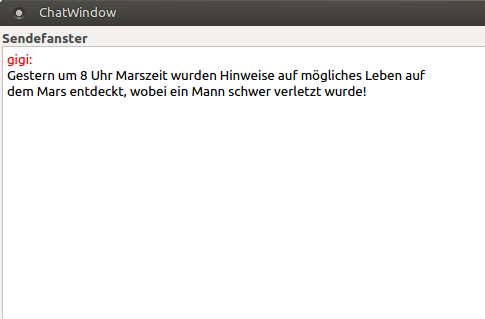 ChatWindow
Sendefanster
gigi:
Gestern um 8 Uhr Marszeit wurden Hinweise auf mögliches Leben auf
dem Mars entdeckt, wobei ein Mann schwer verletzt wurde!